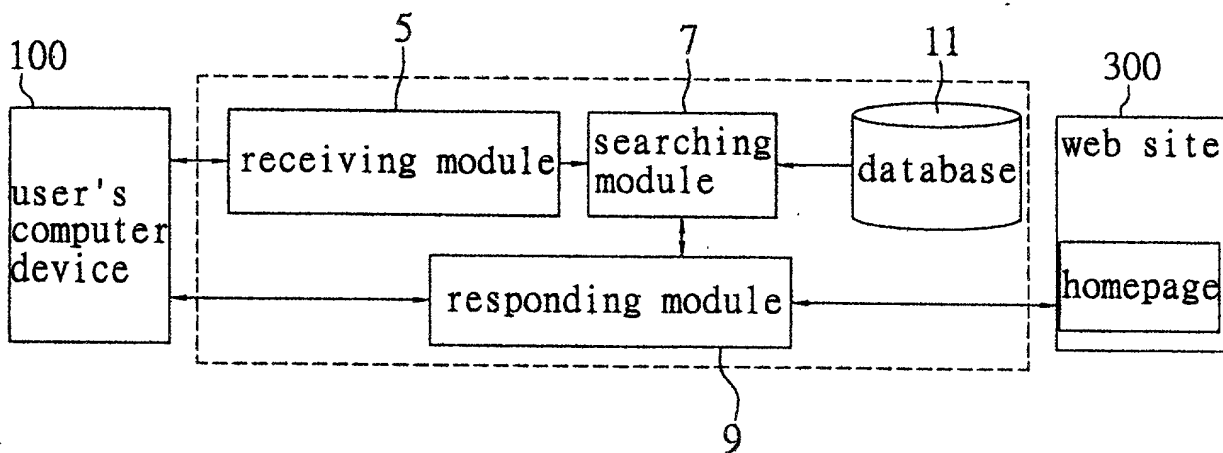 100
5
7
11
300
user's
computer
device
receiving module
searching
module
database
web site
responding module
homepage
9